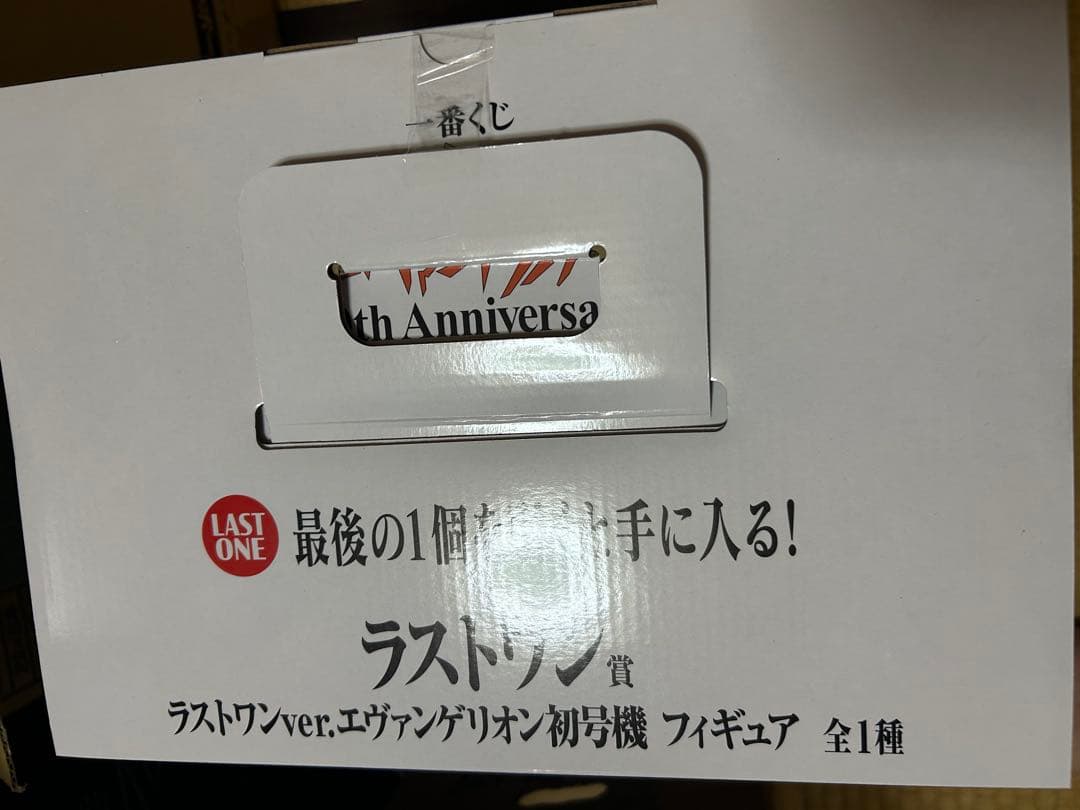 一番くじ
th Anniversa
LAST ONE
最後の1個 手に入る!
ラストワン賞
ラストワンver.エヴァンゲリオン初号機 フィギュア 全1種